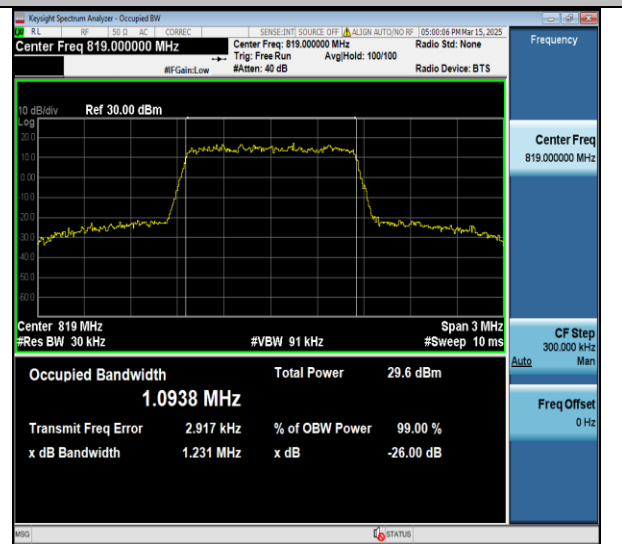 Keysight Spectrum Analyzer - Occupied BW
RL RF 50 Ω AC CORREC SENSE:INT SOURCE OFF ALIGN AUTO/NO RF 05:00:06 PM Mar 15, 2025
Center Freq 819.000000 MHz Center Freq: 819.000000 MHz Radio Std: None
Trig: Free Run Avg|Hold: 100/100
#IFGain:Low #Atten: 40 dB Radio Device: BTS
Frequency
10 dB/div Ref 30.00 dBm
Log
20.0
10.0
0.00
-10.0
-20.0
-30.0
-40.0
-50.0
-60.0
Center 819 MHz Span 3 MHz
#Res BW 30 kHz #VBW 91 kHz #Sweep 10 ms
Occupied Bandwidth Total Power 29.6 dBm
1.0938 MHz
Transmit Freq Error 2.917 kHz % of OBW Power 99.00 %
x dB Bandwidth 1.231 MHz x dB -26.00 dB
Center Freq
819.000000 MHz
CF Step
300.000 kHz
Auto Man
Freq Offset
0 Hz
MSG STATUS